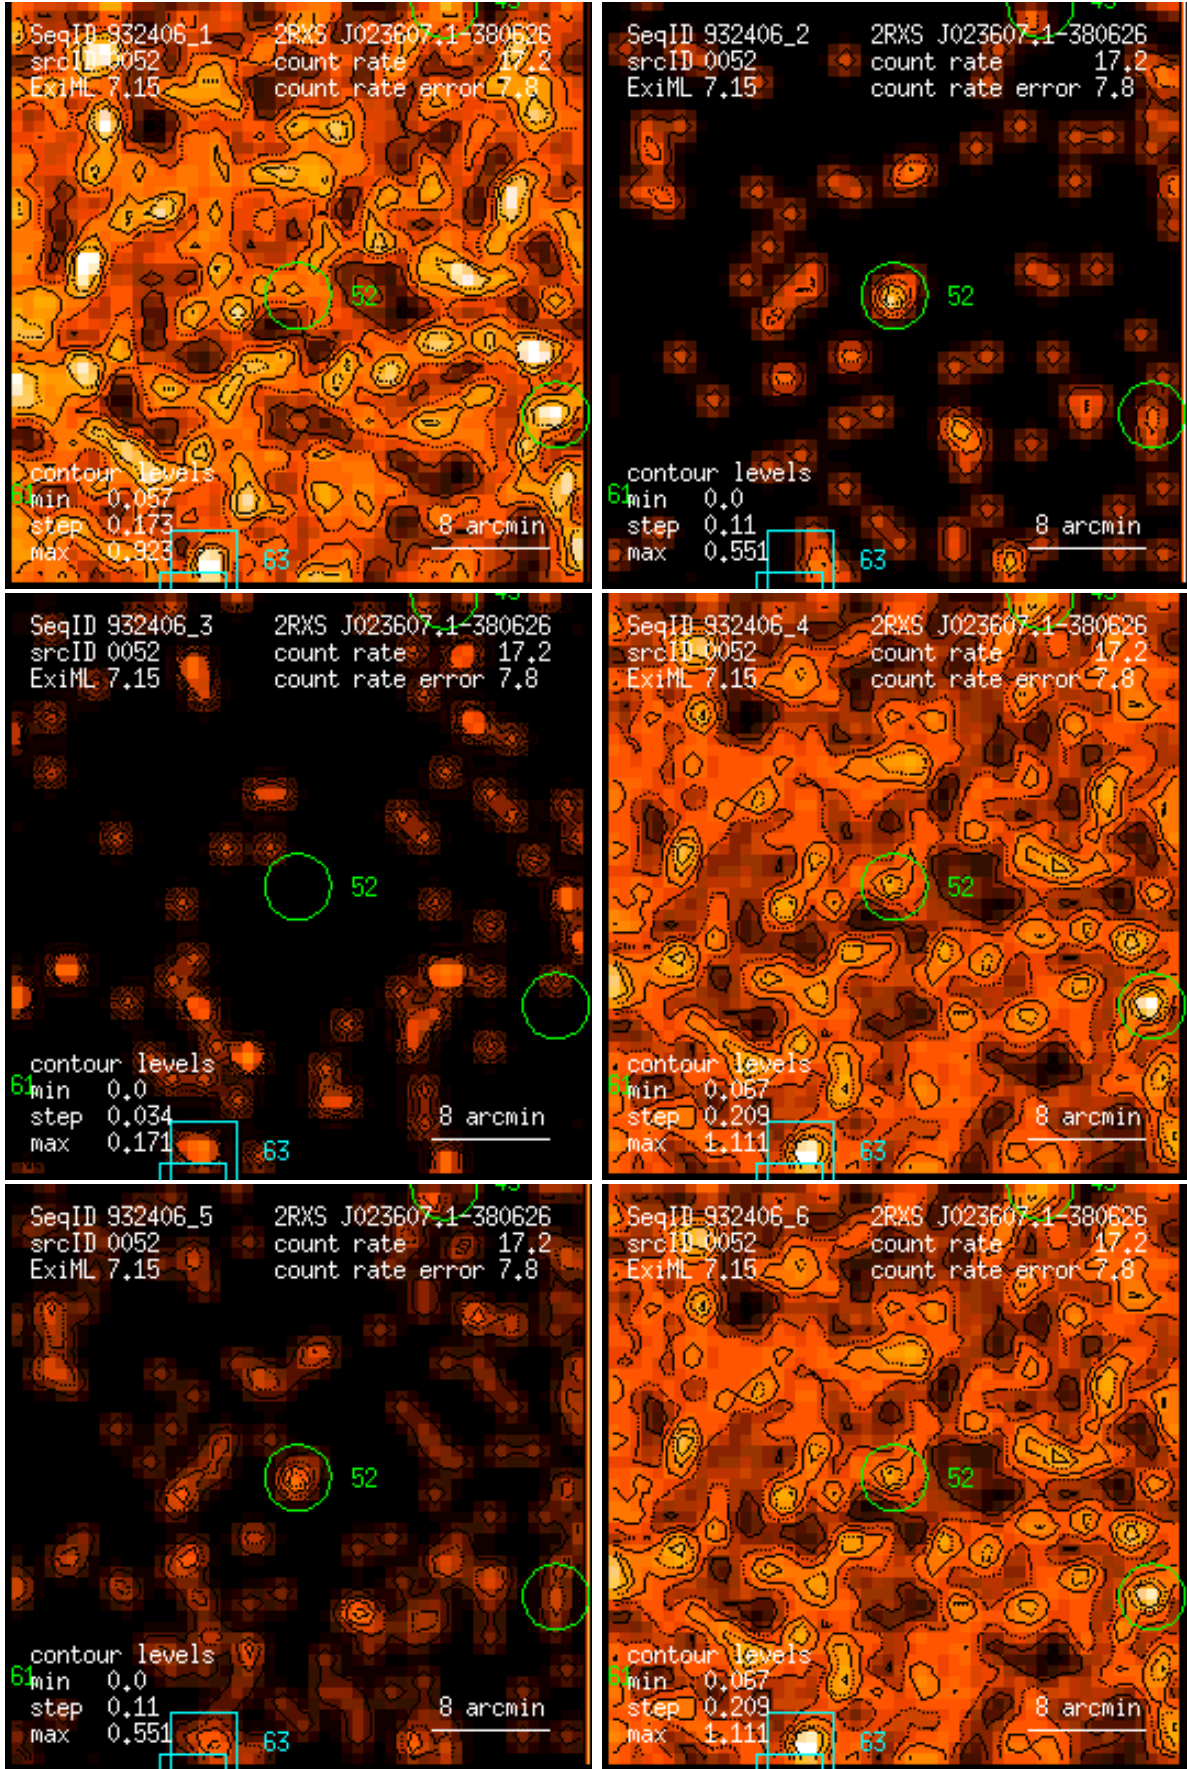 SeqID 932406_1 2RXS J023607.1-380626
srcID 0052 count rate 17.2
ExiML 7.15 count rate error 7.8
52
contour levels
61
min 0.057
step 0.173 8 arcmin
max 0.923
63
SeqID 932406_2 2RXS J023607.1-380626
srcID 0052 count rate 17.2
ExiML 7.15 count rate error 7.8
52
contour levels
61
min 0.0
step 0.11 8 arcmin
max 0.551
63
SeqID 932406_3 2RXS J023607.1-380626
srcID 0052 count rate 17.2
ExiML 7.15 count rate error 7.8
52
contour levels
61
min 0.0
step 0.034 8 arcmin
max 0.171
63
SeqID 932406_4 2RXS J023607.1-380626
srcID 0052 count rate 17.2
ExiML 7.15 count rate error 7.8
52
contour levels
61
min 0.067
step 0.209 8 arcmin
max 1.111
63
SeqID 932406_5 2RXS J023607.1-380626
srcID 0052 count rate 17.2
ExiML 7.15 count rate error 7.8
52
contour levels
61
min 0.0
step 0.11 8 arcmin
max 0.551
63
SeqID 932406_6 2RXS J023607.1-380626
srcID 0052 count rate 17.2
ExiML 7.15 count rate error 7.8
52
contour levels
61
min 0.067
step 0.209 8 arcmin
max 1.111
63